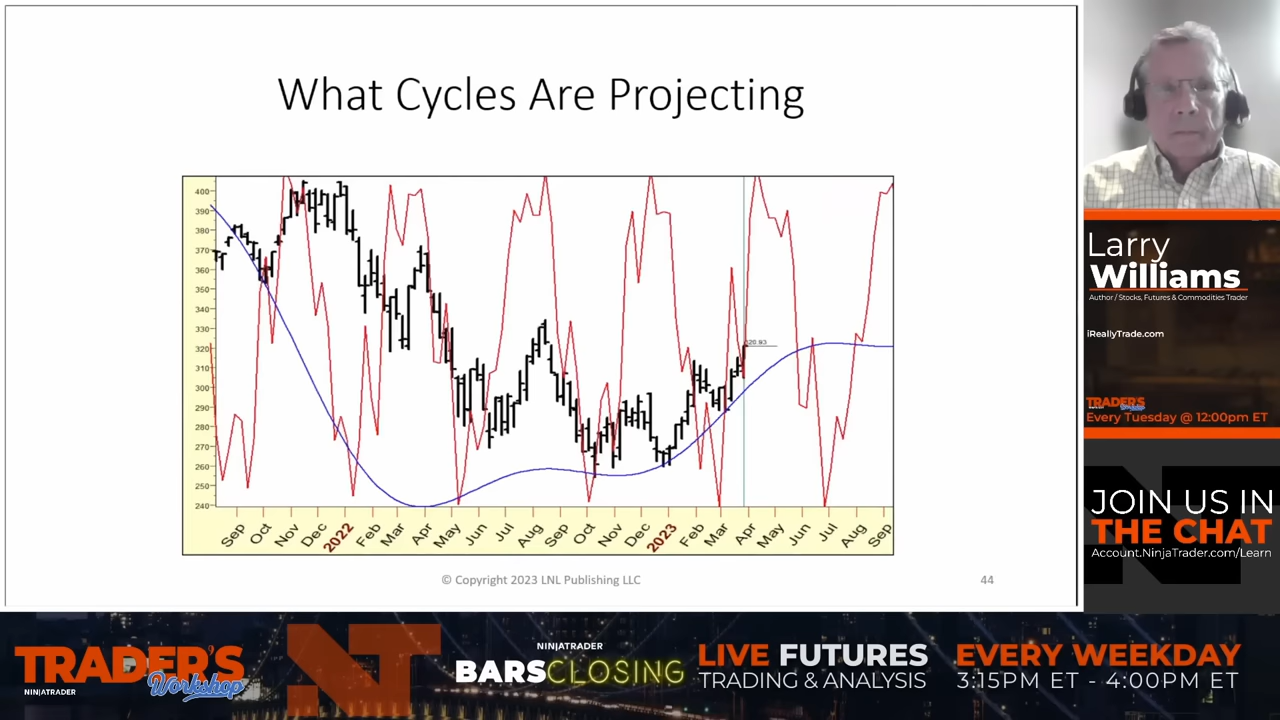 What Cycles Are Projecting
400
390
380
370
360
350
340
330
320
310
300
290
280
270
260
250
240
320.93
Sep Oct Nov Dec 2022 Feb Mar Apr May Jun Jul Aug Sep Oct Nov Dec 2023 Feb Mar Apr May Jun Jul Aug Sep
© Copyright 2023 LNL Publishing LLC
44
Larry
Williams
Author / Stocks, Futures & Commodities Trader
iReallyTrade.com
TRADER'S
Workshop
Every Tuesday @ 12:00pm ET
JOIN US IN
THE CHAT
Account.NinjaTrader.com/Learn
TRADER'S
Workshop
NINJATRADER
NINJATRADER
BARSCLOSING
LIVE FUTURES
TRADING & ANALYSIS
EVERY WEEKDAY
3:15PM ET - 4:00PM ET